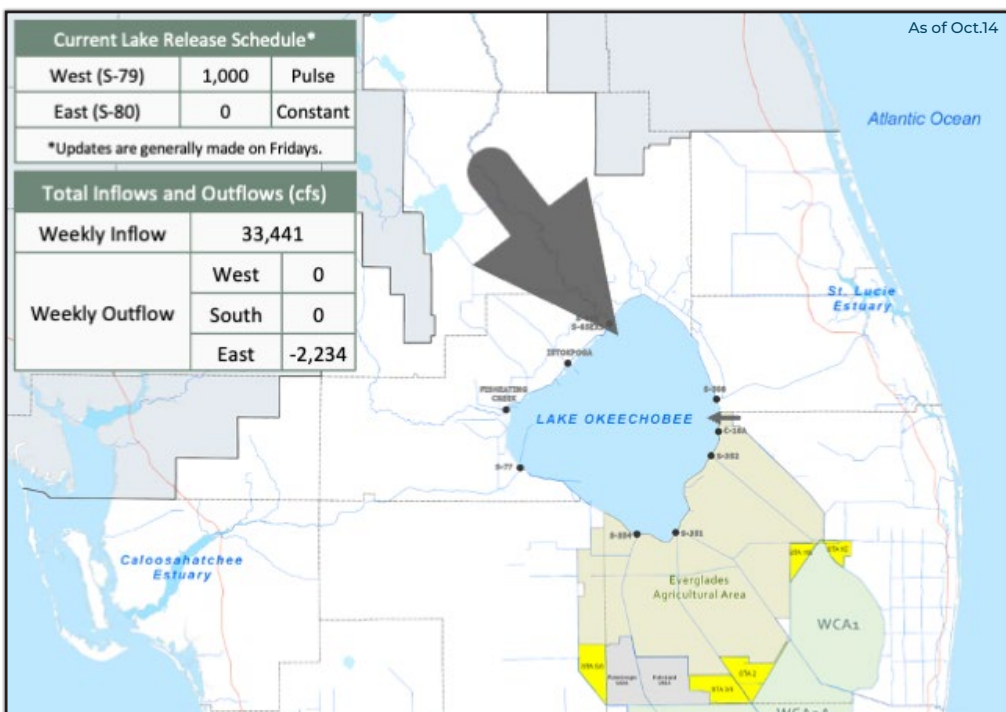 As of Oct.14
Current Lake Release Schedule*
West (S-79) 1,000 Pulse
East (S-80) 0 Constant
*Updates are generally made on Fridays.
Total Inflows and Outflows (cfs)
Weekly Inflow 33,441
Weekly Outflow
West 0
South 0
East -2,234
Atlantic Ocean
St. Lucie
Estuary
ISTOKPOGA
FISHEATING
CREEK
LAKE OKEECHOBEE
S-77
S-352
S-351
Caloosahatchee
Estuary
Everglades
Agricultural Area
WCA1
STA 2